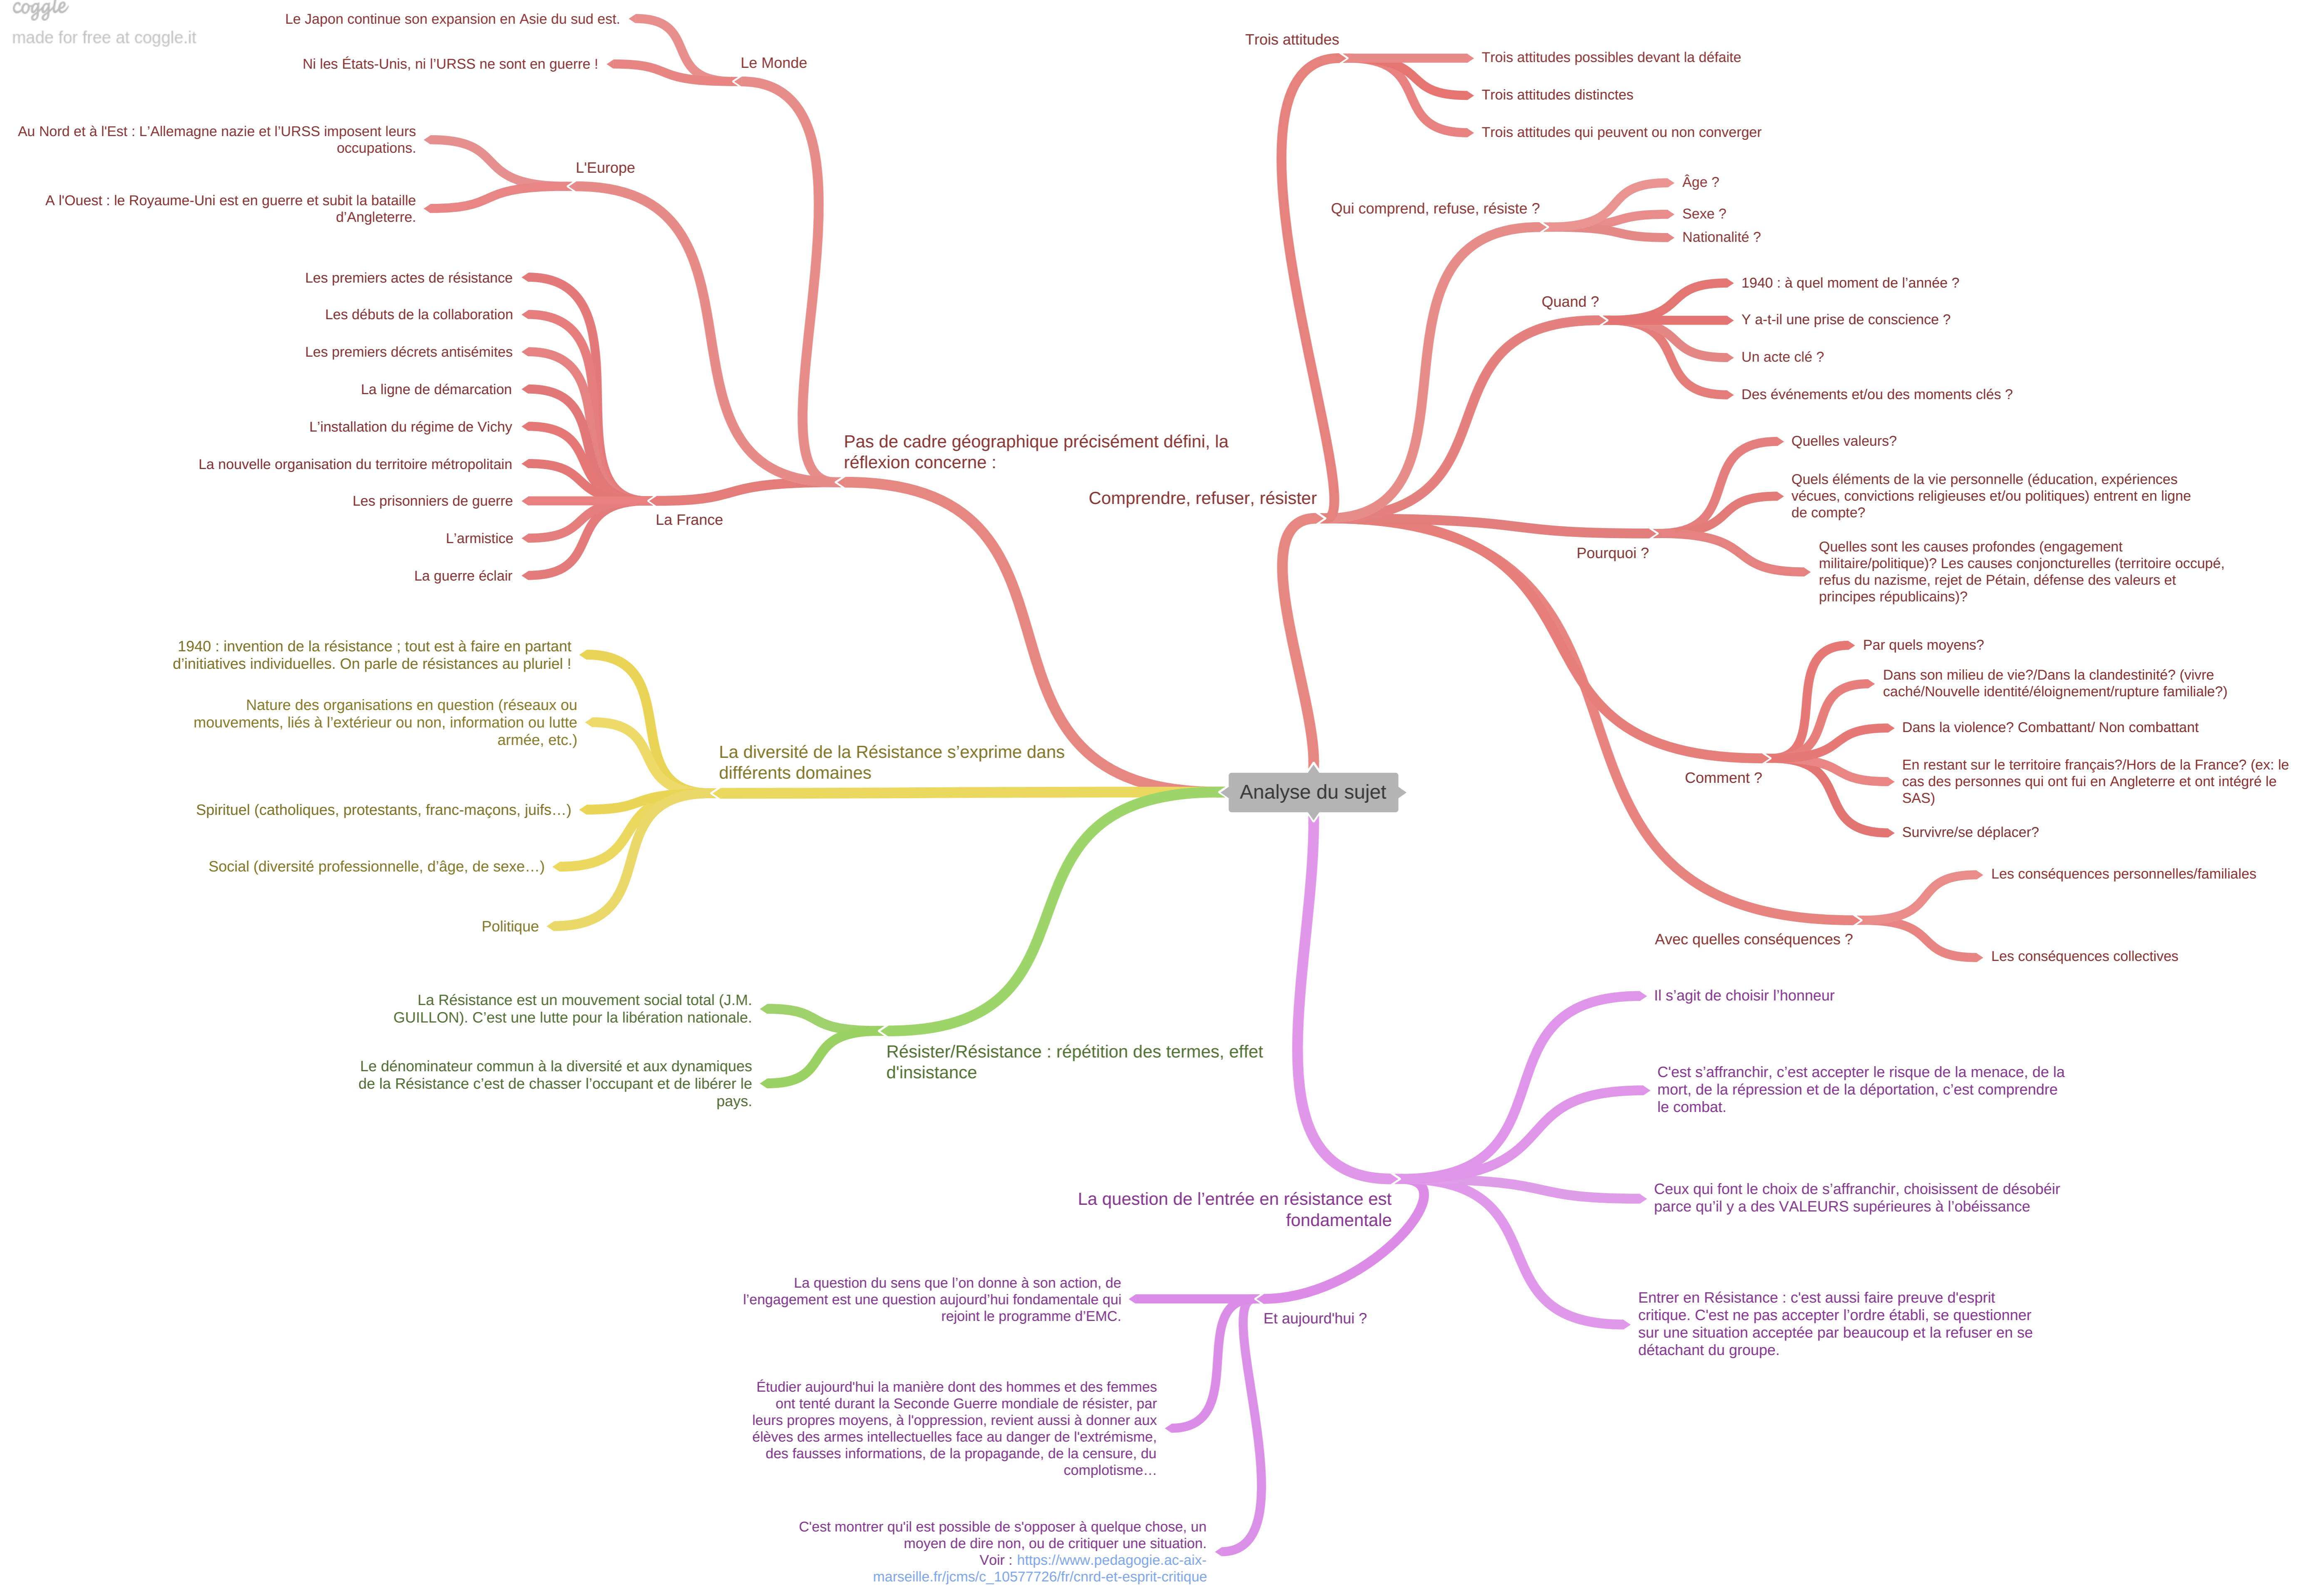 coggle
made for free at coggle.it
Analyse du sujet
Comprendre, refuser, résister
Trois attitudes
Trois attitudes possibles devant la défaite
Trois attitudes distinctes
Trois attitudes qui peuvent ou non converger
Qui comprend, refuse, résiste ?
Âge ?
Sexe ?
Nationalité ?
Quand ?
1940 : à quel moment de l’année ?
Y a-t-il une prise de conscience ?
Un acte clé ?
Des événements et/ou des moments clés ?
Pourquoi ?
Quelles valeurs?
Quels éléments de la vie personnelle (éducation, expériences
vécues, convictions religieuses et/ou politiques) entrent en ligne
de compte?
Quelles sont les causes profondes (engagement
militaire/politique)? Les causes conjoncturelles (territoire occupé,
refus du nazisme, rejet de Pétain, défense des valeurs et
principes républicains)?
Comment ?
Par quels moyens?
Dans son milieu de vie?/Dans la clandestinité? (vivre
caché/Nouvelle identité/éloignement/rupture familiale?)
Dans la violence? Combattant/ Non combattant
En restant sur le territoire français?/Hors de la France? (ex: le
cas des personnes qui ont fui en Angleterre et ont intégré le
SAS)
Survivre/se déplacer?
Avec quelles conséquences ?
Les conséquences personnelles/familiales
Les conséquences collectives
La question de l’entrée en résistance est
fondamentale
Il s’agit de choisir l’honneur
C'est s’affranchir, c’est accepter le risque de la menace, de la
mort, de la répression et de la déportation, c’est comprendre
le combat.
Ceux qui font le choix de s’affranchir, choisissent de désobéir
parce qu’il y a des VALEURS supérieures à l’obéissance
Entrer en Résistance : c'est aussi faire preuve d'esprit
critique. C'est ne pas accepter l’ordre établi, se questionner
sur une situation acceptée par beaucoup et la refuser en se
détachant du groupe.
Et aujourd'hui ?
La question du sens que l’on donne à son action, de
l’engagement est une question aujourd’hui fondamentale qui
rejoint le programme d’EMC.
Étudier aujourd'hui la manière dont des hommes et des femmes
ont tenté durant la Seconde Guerre mondiale de résister, par
leurs propres moyens, à l'oppression, revient aussi à donner aux
élèves des armes intellectuelles face au danger de l'extrémisme,
des fausses informations, de la propagande, de la censure, du
complotisme…
C'est montrer qu'il est possible de s'opposer à quelque chose, un
moyen de dire non, ou de critiquer une situation.
Voir : https://www.pedagogie.ac-aix-
marseille.fr/jcms/c_10577726/fr/cnrd-et-esprit-critique
Pas de cadre géographique précisément défini, la
réflexion concerne :
Le Monde
Le Japon continue son expansion en Asie du sud est.
Ni les États-Unis, ni l’URSS ne sont en guerre !
L'Europe
Au Nord et à l'Est : L’Allemagne nazie et l’URSS imposent leurs
occupations.
A l'Ouest : le Royaume-Uni est en guerre et subit la bataille
d’Angleterre.
La France
Les premiers actes de résistance
Les débuts de la collaboration
Les premiers décrets antisémites
La ligne de démarcation
L’installation du régime de Vichy
La nouvelle organisation du territoire métropolitain
Les prisonniers de guerre
L'armistice
La guerre éclair
La diversité de la Résistance s’exprime dans
différents domaines
1940 : invention de la résistance ; tout est à faire en partant
d’initiatives individuelles. On parle de résistances au pluriel !
Nature des organisations en question (réseaux ou
mouvements, liés à l’extérieur ou non, information ou lutte
armée, etc.)
Spirituel (catholiques, protestants, franc-maçons, juifs…)
Social (diversité professionnelle, d’âge, de sexe…)
Politique
Résister/Résistance : répétition des termes, effet
d'insistance
La Résistance est un mouvement social total (J.M.
GUILLON). C’est une lutte pour la libération nationale.
Le dénominateur commun à la diversité et aux dynamiques
de la Résistance c’est de chasser l’occupant et de libérer le
pays.